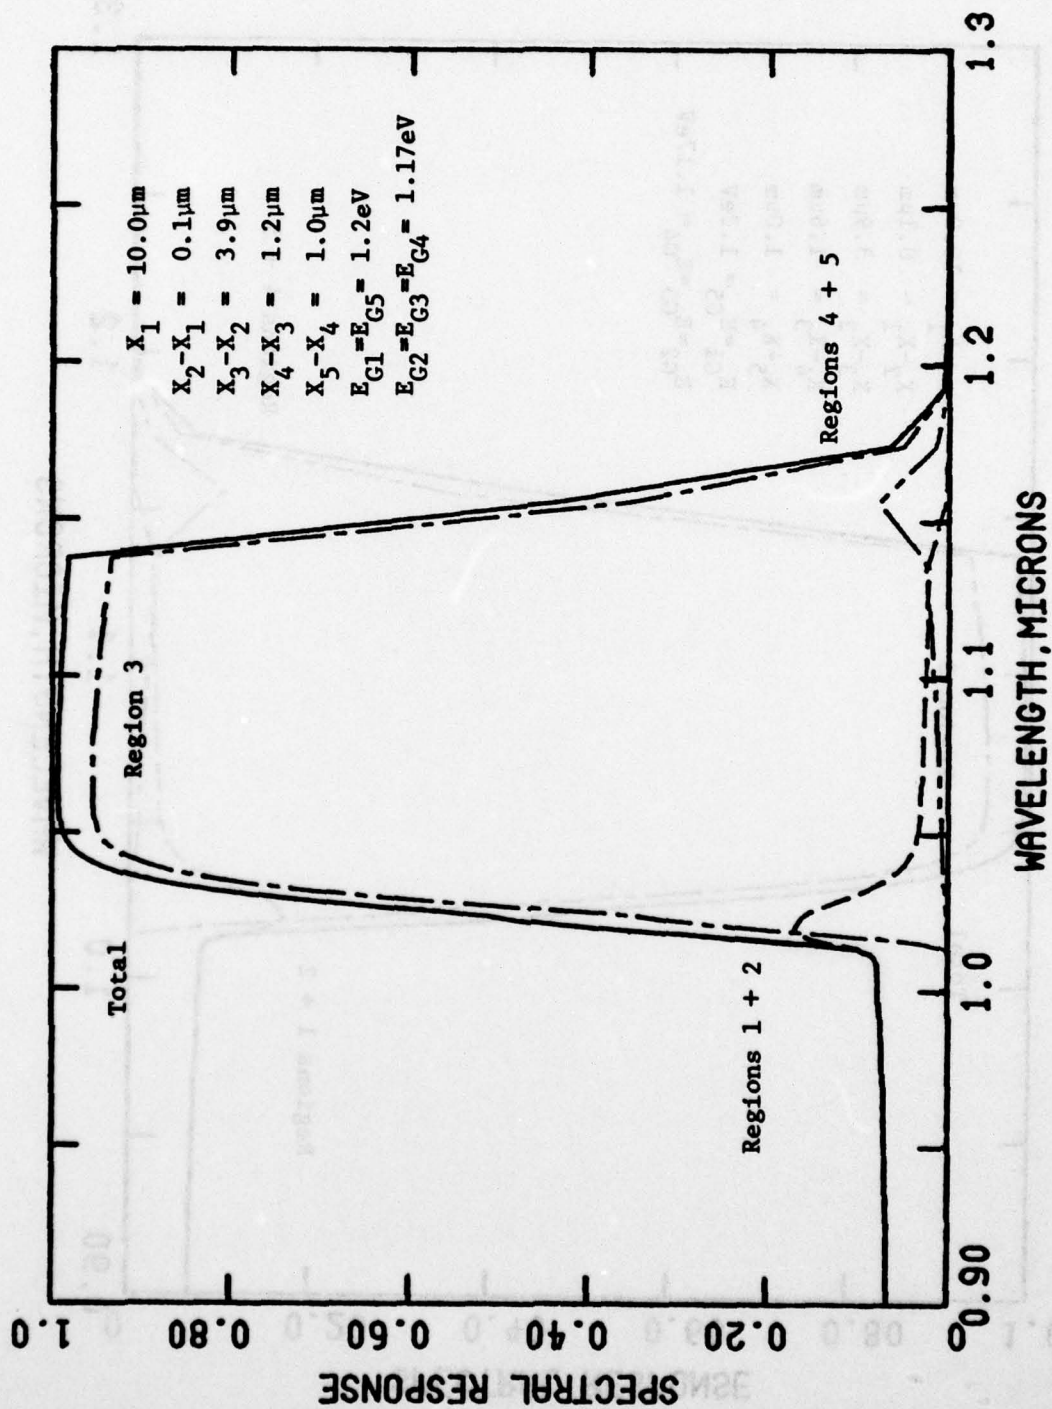 SPECTRAL RESPONSE
1.0
0.80
0.60
0.40
0.20
0
0.90
1.0
1.1
1.2
1.3
WAVELENGTH, MICRONS
Total
Region 3
Regions 1 + 2
Regions 4 + 5
X1 = 10.0μm
X2-X1 = 0.1μm
X3-X2 = 3.9μm
X4-X3 = 1.2μm
X5-X4 = 1.0μm
EG1=EG5= 1.2eV
EG2=EG3=EG4= 1.17eV